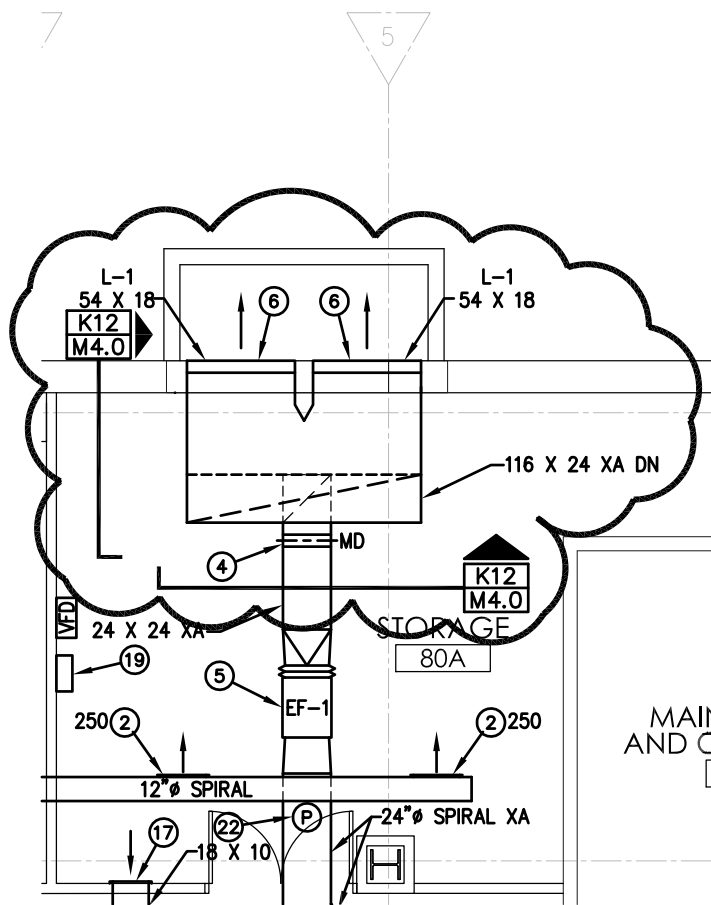 5
L-1
54 X 18
6
6
L-1
54 X 18
K12
M4.0
116 X 24 XA DN
4
MD
K12
M4.0
VFD
24 X 24 XA
STORAGE
80A
19
5
EF-1
250
2
2
250
MAIN
AND
12"ø SPIRAL
22
P
24"ø SPIRAL XA
17
18 X 10
H